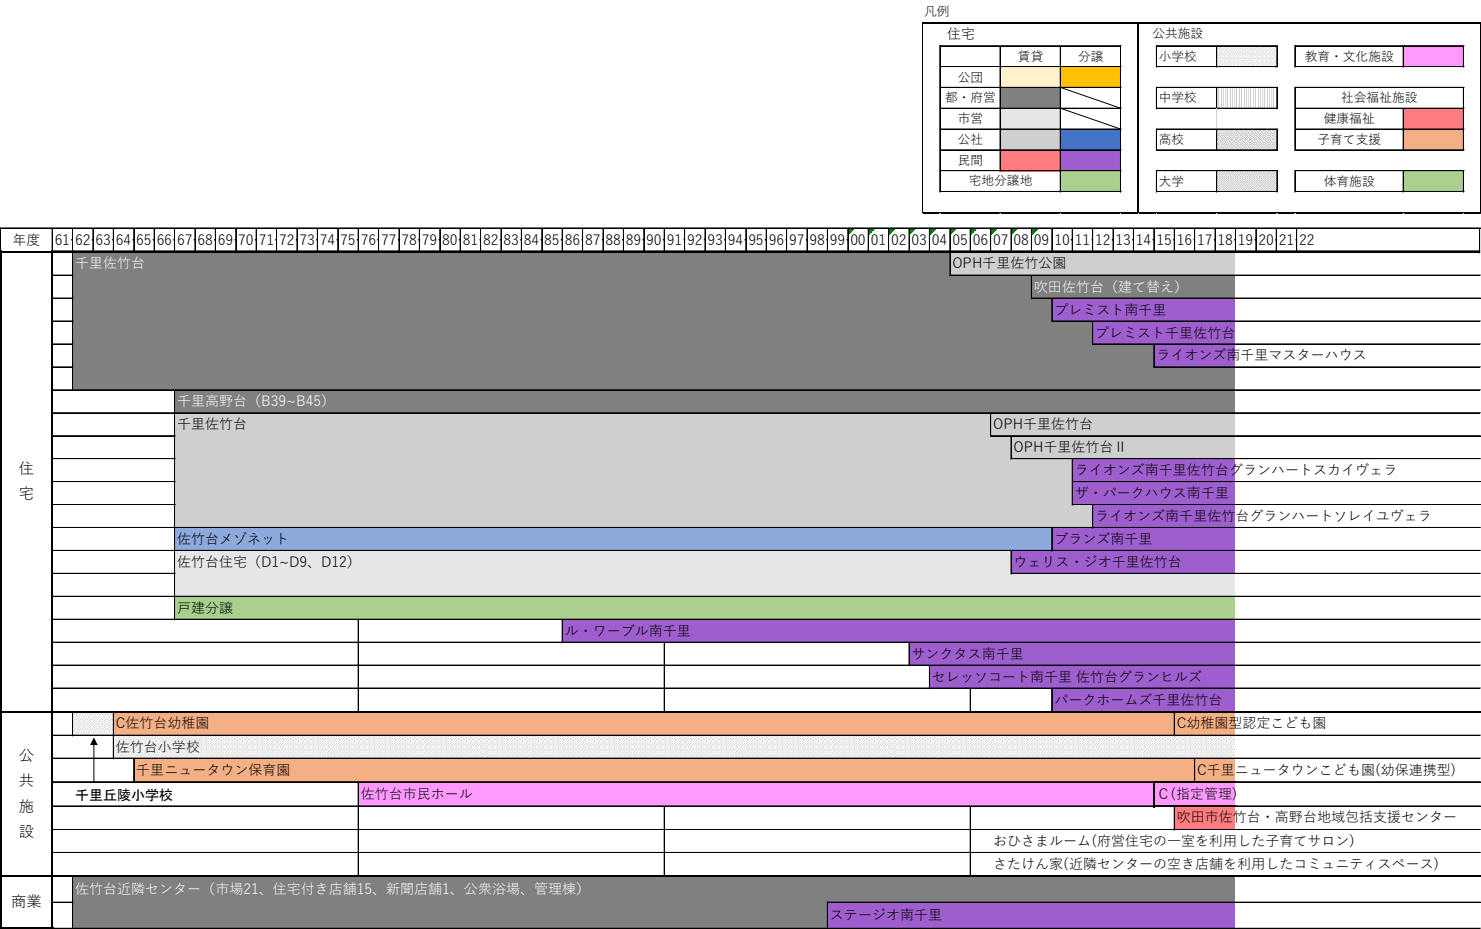 凡例
住宅
賃貸 分譲
公団
都・府営
市営
公社
民間
宅地分譲地
公共施設
小学校
中学校
高校
大学
教育・文化施設
社会福祉施設
健康福祉
子育て支援
体育施設
年度 61 62 63 64 65 66 67 68 69 70 71 72 73 74 75 76 77 78 79 80 81 82 83 84 85 86 87 88 89 90 91 92 93 94 95 96 97 98 99 00 01 02 03 04 05 06 07 08 09 10 11 12 13 14 15 16 17 18 19 20 21 22
住宅
千里佐竹台 OPH千里佐竹公園
吹田佐竹台（建て替え）
プレミスト南千里
プレミスト千里佐竹台
ライオンズ南千里マスターハウス
千里高野台（B39~B45）
千里佐竹台 OPH千里佐竹台
OPH千里佐竹台Ⅱ
ライオンズ南千里佐竹台グランハートスカイヴェラ
ザ・パークハウス南千里
ライオンズ南千里佐竹台グランハートソレイユヴェラ
佐竹台メゾネット ブランズ南千里
佐竹台住宅（D1~D9、D12） ウェリス・ジオ千里佐竹台
戸建分譲
ル・ワーブル南千里
サンクタス南千里
セレッソコート南千里 佐竹台グランヒルズ
パークホームズ千里佐竹台
公共施設
C佐竹台幼稚園 C幼稚園型認定こども園
佐竹台小学校
千里ニュータウン保育園 C千里ニュータウンこども園(幼保連携型)
千里丘陵小学校 佐竹台市民ホール C(指定管理)
吹田市佐竹台・高野台地域包括支援センター
おひさまルーム(府営住宅の一室を利用した子育てサロン)
さたけん家(近隣センターの空き店舗を利用したコミュニティスペース)
商業
佐竹台近隣センター（市場21、住宅付き店舗15、新聞店舗1、公衆浴場、管理棟）
ステージオ南千里